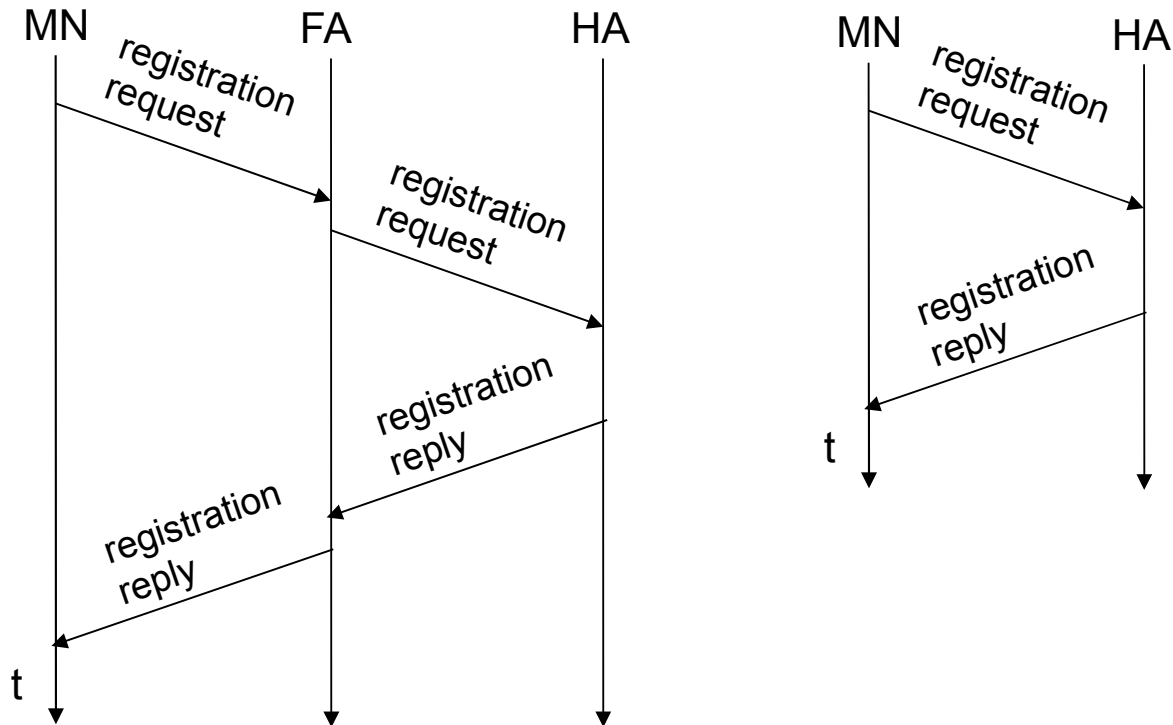 MN
FA
HA
registration
request
registration
request
registration
reply
registration
reply
t
MN
HA
registration
request
registration
reply
t